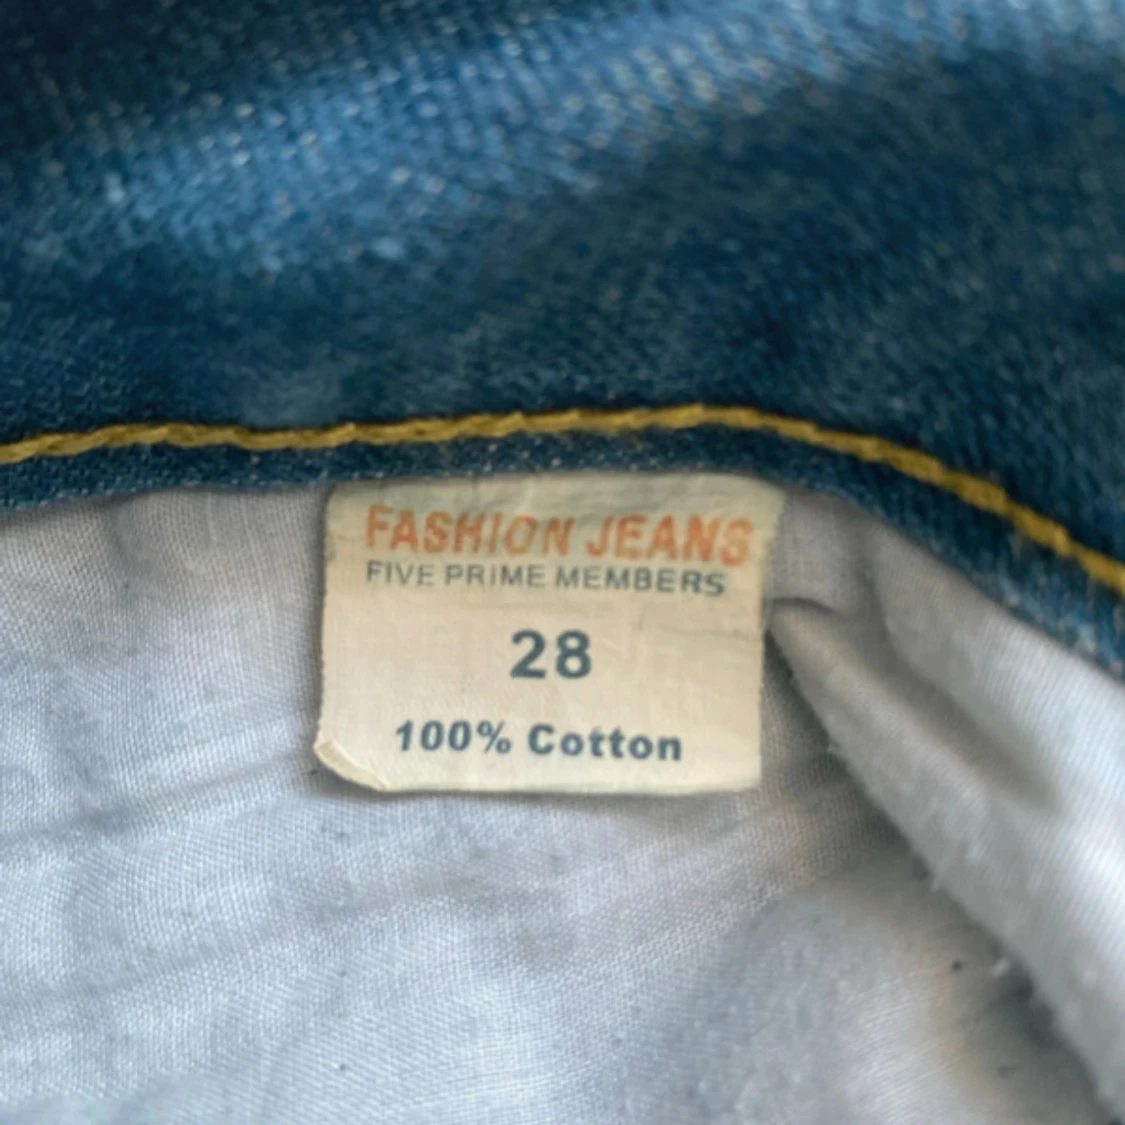 FASHION JEANS
FIVE PRIME MEMBERS
28
100% Cotton